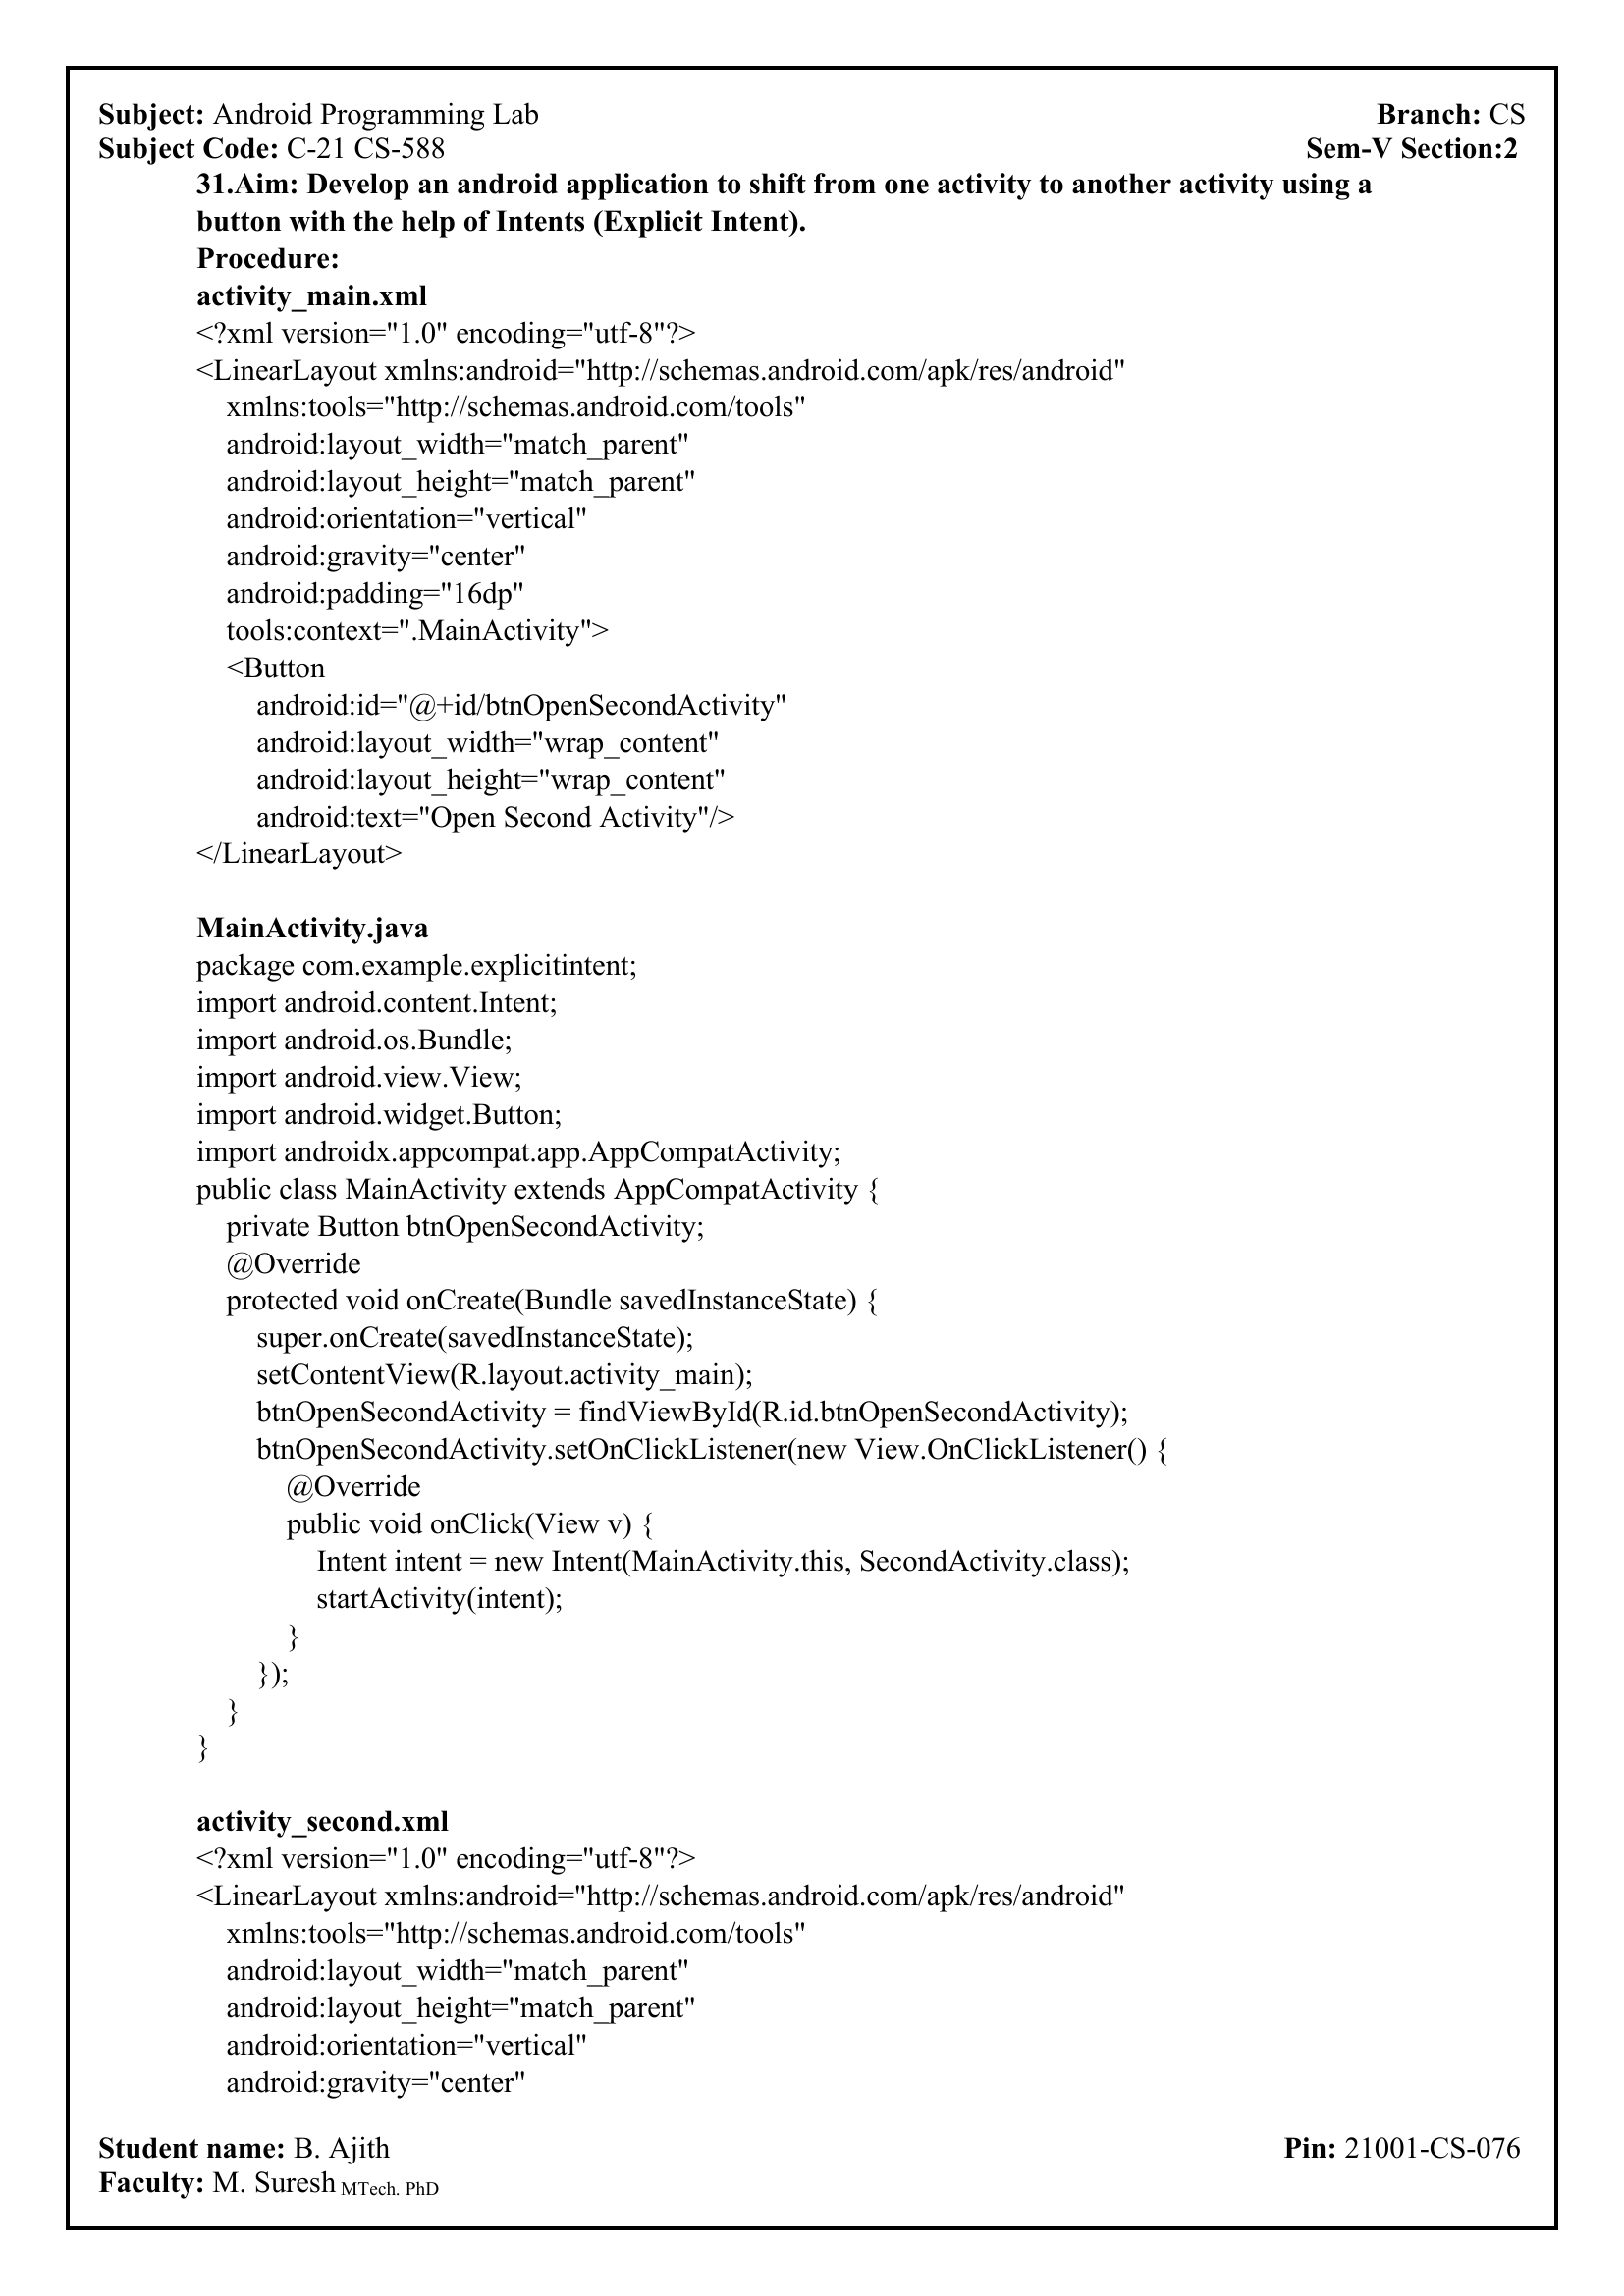 Subject: Android Programming Lab Branch: CS
Subject Code: C-21 CS-588 Sem-V Section:2
31.Aim: Develop an android application to shift from one activity to another activity using a
button with the help of Intents (Explicit Intent).
Procedure:
activity_main.xml
<?xml version="1.0" encoding="utf-8"?>
<LinearLayout xmlns:android="http://schemas.android.com/apk/res/android"
    xmlns:tools="http://schemas.android.com/tools"
    android:layout_width="match_parent"
    android:layout_height="match_parent"
    android:orientation="vertical"
    android:gravity="center"
    android:padding="16dp"
    tools:context=".MainActivity">
    <Button
        android:id="@+id/btnOpenSecondActivity"
        android:layout_width="wrap_content"
        android:layout_height="wrap_content"
        android:text="Open Second Activity"/>
</LinearLayout>

MainActivity.java
package com.example.explicitintent;
import android.content.Intent;
import android.os.Bundle;
import android.view.View;
import android.widget.Button;
import androidx.appcompat.app.AppCompatActivity;
public class MainActivity extends AppCompatActivity {
    private Button btnOpenSecondActivity;
    @Override
    protected void onCreate(Bundle savedInstanceState) {
        super.onCreate(savedInstanceState);
        setContentView(R.layout.activity_main);
        btnOpenSecondActivity = findViewById(R.id.btnOpenSecondActivity);
        btnOpenSecondActivity.setOnClickListener(new View.OnClickListener() {
            @Override
            public void onClick(View v) {
                Intent intent = new Intent(MainActivity.this, SecondActivity.class);
                startActivity(intent);
            }
        });
    }
}

activity_second.xml
<?xml version="1.0" encoding="utf-8"?>
<LinearLayout xmlns:android="http://schemas.android.com/apk/res/android"
    xmlns:tools="http://schemas.android.com/tools"
    android:layout_width="match_parent"
    android:layout_height="match_parent"
    android:orientation="vertical"
    android:gravity="center"
Student name: B. Ajith Pin: 21001-CS-076
Faculty: M. Suresh MTech. PhD